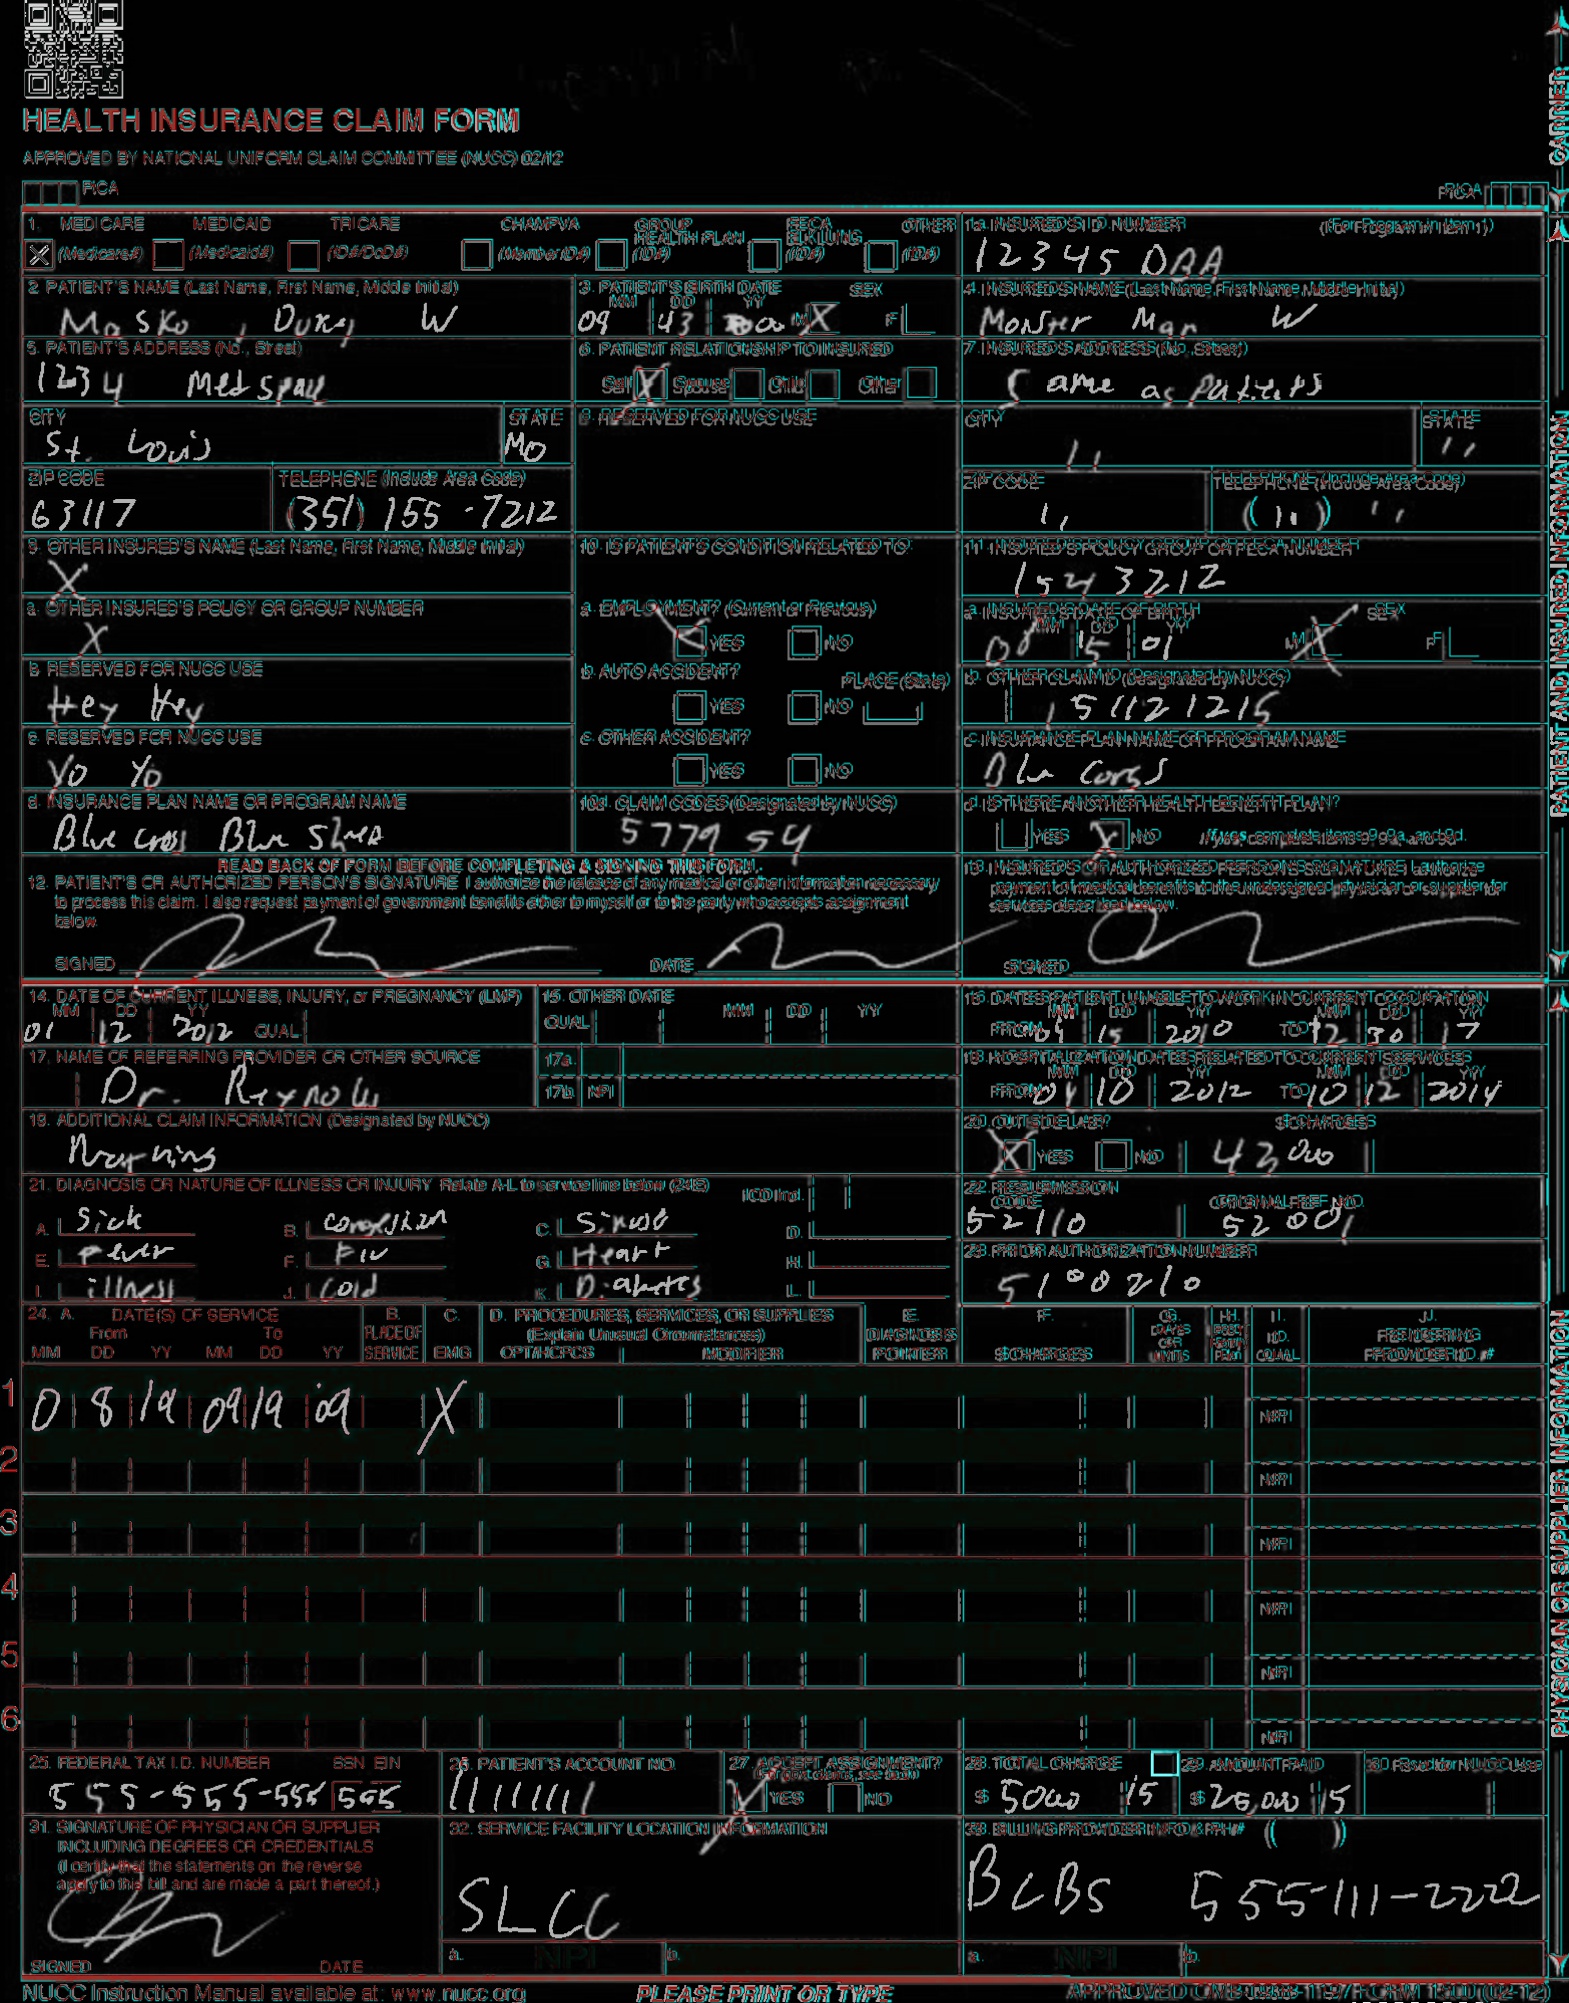 HEALTH INSURANCE CLAIM FORM
APPROVED BY NATIONAL UNIFORM CLAIM COMMITTEE (NUCC) 02/12
PICA PICA
1. MEDICARE MEDICAID TRICARE CHAMPVA GROUP HEALTH PLAN FECA BLK LUNG OTHER 1a. INSURED'S I.D. NUMBER (For Program in Item 1)
X (Medicare#) (Medicaid#) (ID#/DoD#) (Member ID#) (ID#) (ID#) (ID#) 12345 DAA
2. PATIENT'S NAME (Last Name, First Name, Middle Initial) 3. PATIENT'S BIRTH DATE SEX 4. INSURED'S NAME (Last Name, First Name, Middle Initial)
MM DD YY
Masko , Duke, W 09 43 M X F Monster Man W
5. PATIENT'S ADDRESS (No., Street) 6. PATIENT RELATIONSHIP TO INSURED 7. INSURED'S ADDRESS (No., Street)
1234 Self X Spouse Child Other Same as
CITY STATE 8. RESERVED FOR NUCC USE CITY STATE
St. Louis MO ,, ,,
ZIP CODE TELEPHONE (Include Area Code) ZIP CODE TELEPHONE (Include Area Code)
63117 (351) 155-7212 ,, ( ,, ) ,,
9. OTHER INSURED'S NAME (Last Name, First Name, Middle Initial) 10. IS PATIENT'S CONDITION RELATED TO: 11. INSURED'S POLICY GROUP OR FECA NUMBER
X 1543212
a. OTHER INSURED'S POLICY OR GROUP NUMBER a. EMPLOYMENT? (Current or Previous) a. INSURED'S DATE OF BIRTH SEX
MM DD YY
X X YES NO 15 01 M X F
b. RESERVED FOR NUCC USE b. AUTO ACCIDENT? PLACE (State) b. OTHER CLAIM ID (Designated by NUCC)
Hey Hey YES NO 151121215
c. RESERVED FOR NUCC USE c. OTHER ACCIDENT? c. INSURANCE PLAN NAME OR PROGRAM NAME
Yo Yo YES NO
d. INSURANCE PLAN NAME OR PROGRAM NAME 10d. CLAIM CODES (Designated by NUCC) d. IS THERE ANOTHER HEALTH BENEFIT PLAN?
Blue Cross Blue 5779 54 YES X NO If yes, complete items 9, 9a, and 9d.
READ BACK OF FORM BEFORE COMPLETING & SIGNING THIS FORM.
12. PATIENT'S OR AUTHORIZED PERSON'S SIGNATURE I authorize the release of any medical or other information necessary
to process this claim. I also request payment of government benefits either to myself or to the party who accepts assignment
below.
13. INSURED'S OR AUTHORIZED PERSON'S SIGNATURE I authorize
payment of medical benefits to the undersigned physician or supplier for
services described below.
SIGNED DATE SIGNED
14. DATE OF CURRENT ILLNESS, INJURY, or PREGNANCY (LMP) 15. OTHER DATE 16. DATES PATIENT UNABLE TO WORK IN CURRENT OCCUPATION
MM DD YY MM DD YY MM DD YY MM DD YY
01 12 2012 QUAL. QUAL. FROM 15 2010 TO 12 30 17
17. NAME OF REFERRING PROVIDER OR OTHER SOURCE 17a. 18. HOSPITALIZATION DATES RELATED TO CURRENT SERVICES
MM DD YY MM DD YY
Dr. 17b. NPI FROM 04 10 2012 TO 10 12 2014
19. ADDITIONAL CLAIM INFORMATION (Designated by NUCC) 20. OUTSIDE LAB? $ CHARGES
X YES NO
21. DIAGNOSIS OR NATURE OF ILLNESS OR INJURY Relate A-L to service line below (24E) ICD Ind. 22. RESUBMISSION CODE ORIGINAL REF. NO.
A. Sick B. C. D. 52110 52001
E. F. Flu G. Heart H. 23. PRIOR AUTHORIZATION NUMBER
I. illness J. Cold K. Diabetes L. 5100210
24. A. DATE(S) OF SERVICE B. C. D. PROCEDURES, SERVICES, OR SUPPLIES E. F. G. H. I. J.
From To PLACE OF (Explain Unusual Circumstances) DIAGNOSIS DAYS OR ID. RENDERING
MM DD YY MM DD YY SERVICE EMG CPT/HCPCS MODIFIER POINTER $ CHARGES UNITS QUAL. PROVIDER ID. #
1 0 8 19 09 19 09 X NPI
2 NPI
3 NPI
4 NPI
5 NPI
6 NPI
25. FEDERAL TAX I.D. NUMBER SSN EIN 26. PATIENT'S ACCOUNT NO. 27. ACCEPT ASSIGNMENT? 28. TOTAL CHARGE 29. AMOUNT PAID 30. Rsvd for NUCC Use
555-555-555 555 11111111 X YES NO $ 5000 15 $ 25,000 15
31. SIGNATURE OF PHYSICIAN OR SUPPLIER
INCLUDING DEGREES OR CREDENTIALS
(I certify that the statements on the reverse
apply to this bill and are made a part thereof.)
SIGNED DATE
32. SERVICE FACILITY LOCATION INFORMATION
SLCC
a. NPI b.
33. BILLING PROVIDER INFO & PH # ( )
BCBS 555-111-2222
a. NPI b.
NUCC Instruction Manual available at: www.nucc.org PLEASE PRINT OR TYPE APPROVED OMB-0938-1197 FORM 1500 (02-12)
CARRIER
PATIENT AND INSURED INFORMATION
PHYSICIAN OR SUPPLIER INFORMATION